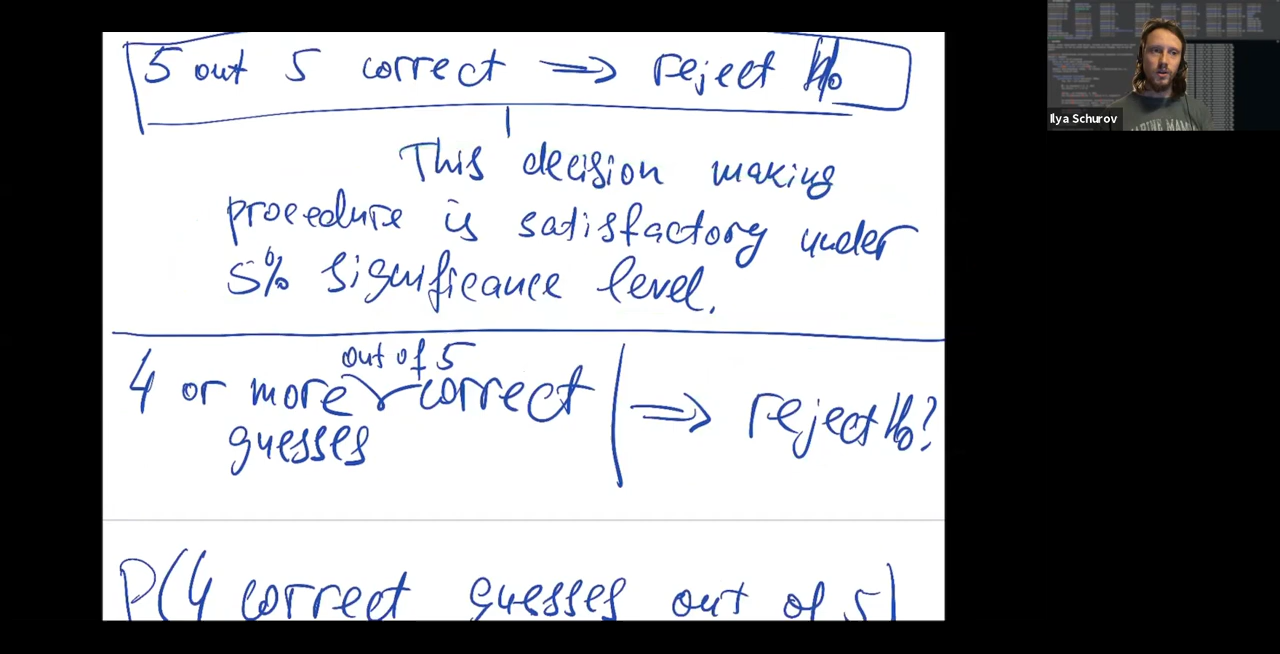 5 out 5 correct ⟹ reject H₀
This decision making
procedure is satisfactory under
5% significance level.
out of 5
4 or more correct ⟹ reject H₀?
guesses
P(4 correct guesses out of 5)
Ilya Schurov